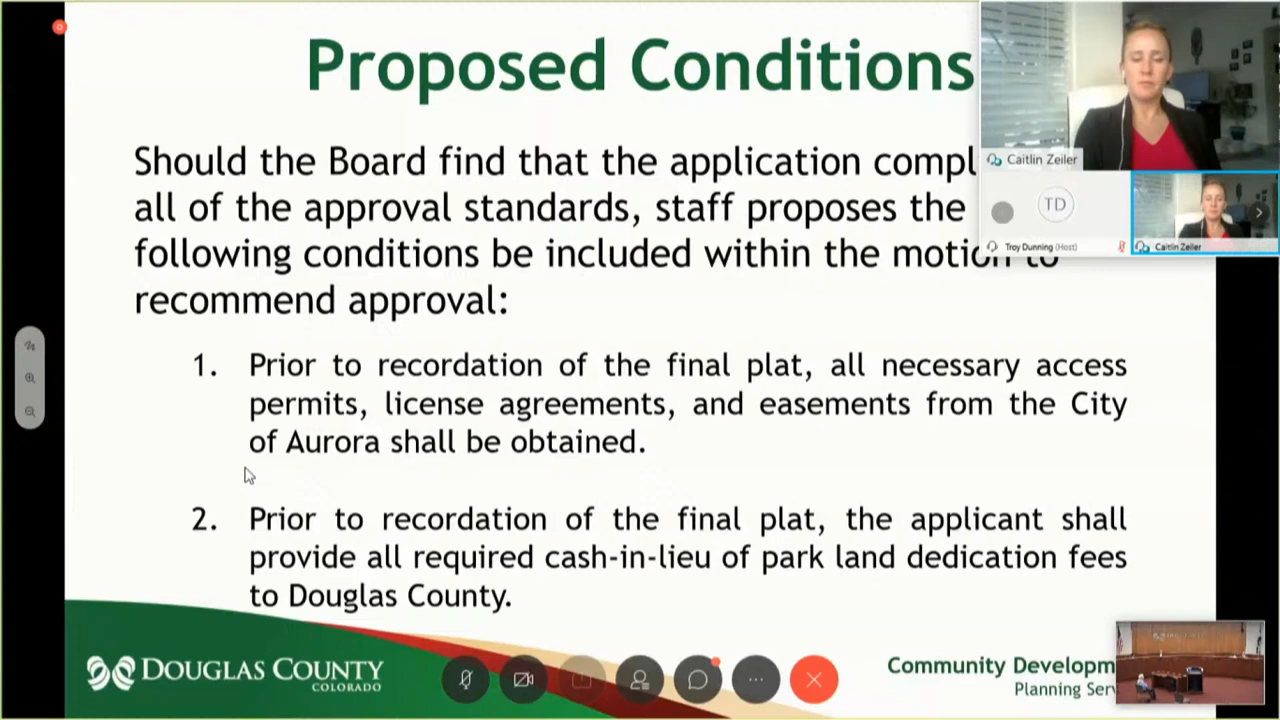 Proposed Conditions
Should the Board find that the application compl
all of the approval standards, staff proposes the
following conditions be included within the motion to
recommend approval:
1. Prior to recordation of the final plat, all necessary access
permits, license agreements, and easements from the City
of Aurora shall be obtained.
2. Prior to recordation of the final plat, the applicant shall
provide all required cash-in-lieu of park land dedication fees
to Douglas County.
Caitlin Zeiler
TD
Troy Dunning (Host)
Caitlin Zeiler
DOUGLAS COUNTY
COLORADO
Community Developm
Planning Serv